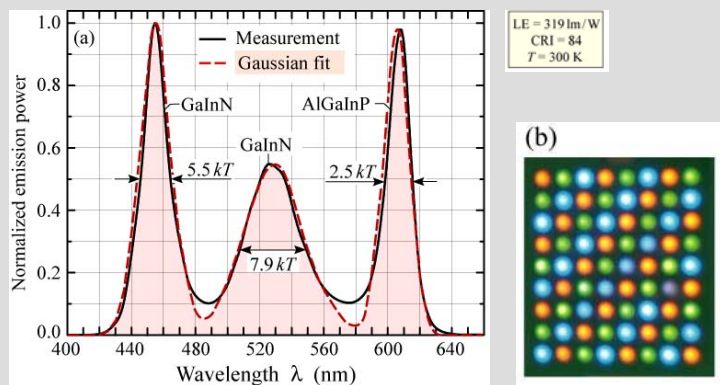 (a)
Measurement
Gaussian fit
GaInN
AlGaInP
GaInN
5.5 kT
2.5 kT
7.9 kT
Normalized emission power
1.0
0.8
0.6
0.4
0.2
0.0
400 440 480 520 560 600 640
Wavelength λ (nm)
LE = 319 lm/W
CRI = 84
T = 300 K
(b)